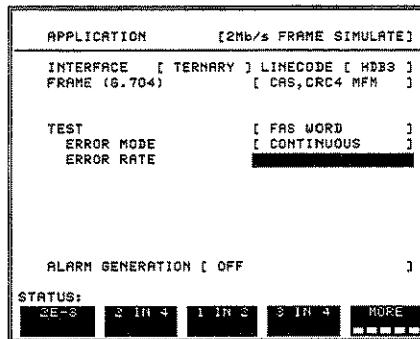 APPLICATION [2Mb/s FRAME SIMULATE]
INTERFACE [ TERNARY ] LINECODE [ HDB3 ]
FRAME (G.704) [ CAS,CRC4 MFM ]
TEST [ FAS WORD ]
ERROR MODE [ CONTINUOUS ]
ERROR RATE
ALARM GENERATION [ OFF ]
STATUS:
2E-3 2 IN 4 1 IN 2 3 IN 4 MORE